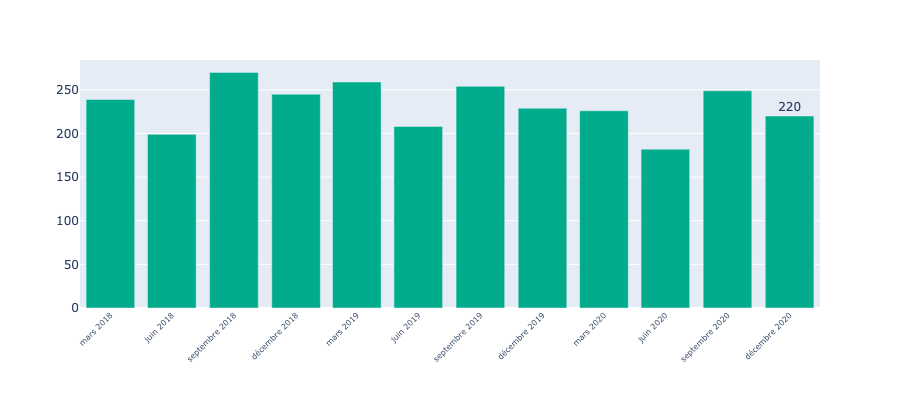 250
200
150
100
50
0
220
mars 2018
juin 2018
septembre 2018
décembre 2018
mars 2019
juin 2019
septembre 2019
décembre 2019
mars 2020
juin 2020
septembre 2020
décembre 2020